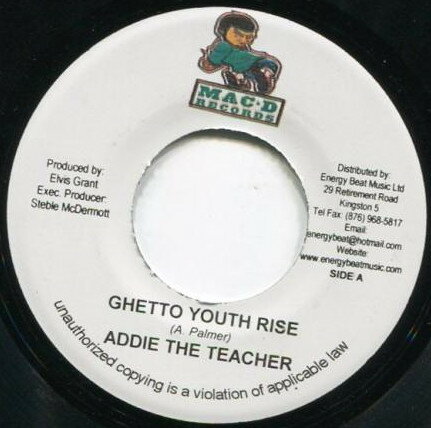 MAC·D
RECORDS
Produced by:
Elvis Grant
Exec. Producer
Steble McDermott
Distributed by:
Energy Beat Music Ltd
29 Retirement Road
Kingston 5
Tel Fax: (876) 968-5817
Email:
energybeat@hotmail.com
Website:
www.energybeatmusic.com
SIDE A
GHETTO YOUTH RISE
(A. Palmer)
ADDIE THE TEACHER
unauthorized copying is a violation of applicable law